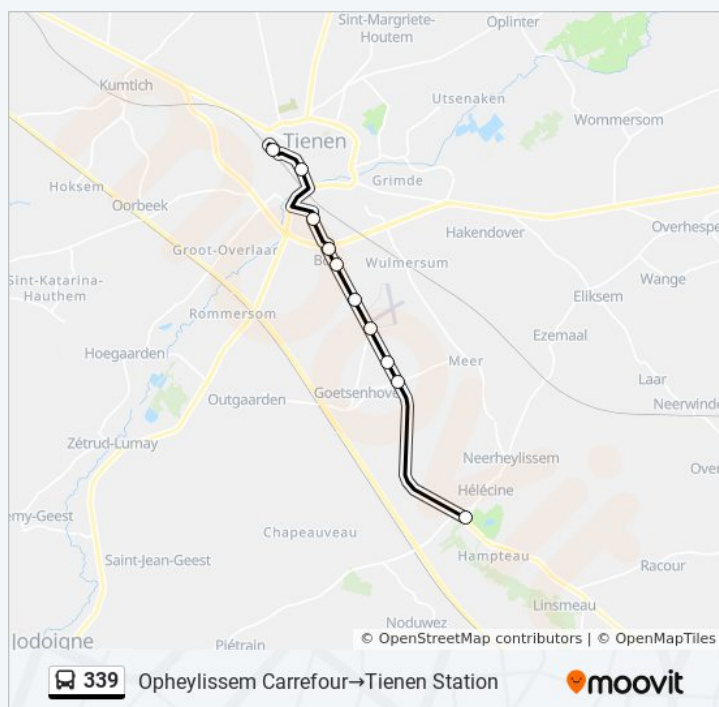 Sint-Margriete-
Houtem
Oplinter
Kumtich
Utsenaken
Wommersom
Tienen
Grimde
Hoksem
Oorbeek
Overhespe
Hakendover
Groot-Overlaar
Wulmersum
Sint-Katarina-
Wange
Hauthem
Eliksem
Rommersom
Ezemaal
Hoegaarden
Meer
Laar
Goetsenhove
Outgaarden
Neerwinde
Zétrud-Lumay
Neerheylissem
Over
Hélécine
emy-Geest
Chapeauveau
Saint-Jean-Geest
Hampteau
Racour
Linsmeau
Noduwez
Jodoigne
Piétrain
© OpenStreetMap contributors | © OpenMapTiles
339 Opheylissem Carrefour→Tienen Station
moovit